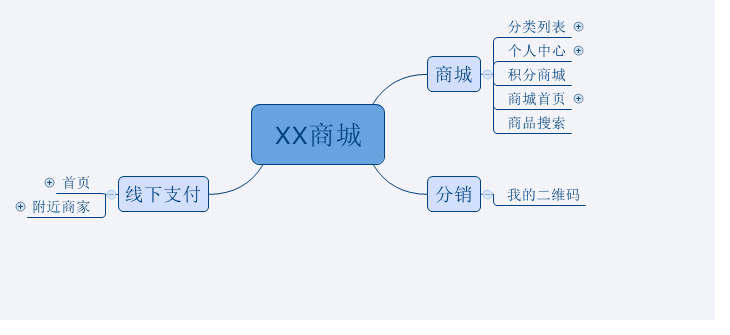 XX商城
商城
分类列表
个人中心
积分商城
商城首页
商品搜索
分销
我的二维码
线下支付
首页
附近商家